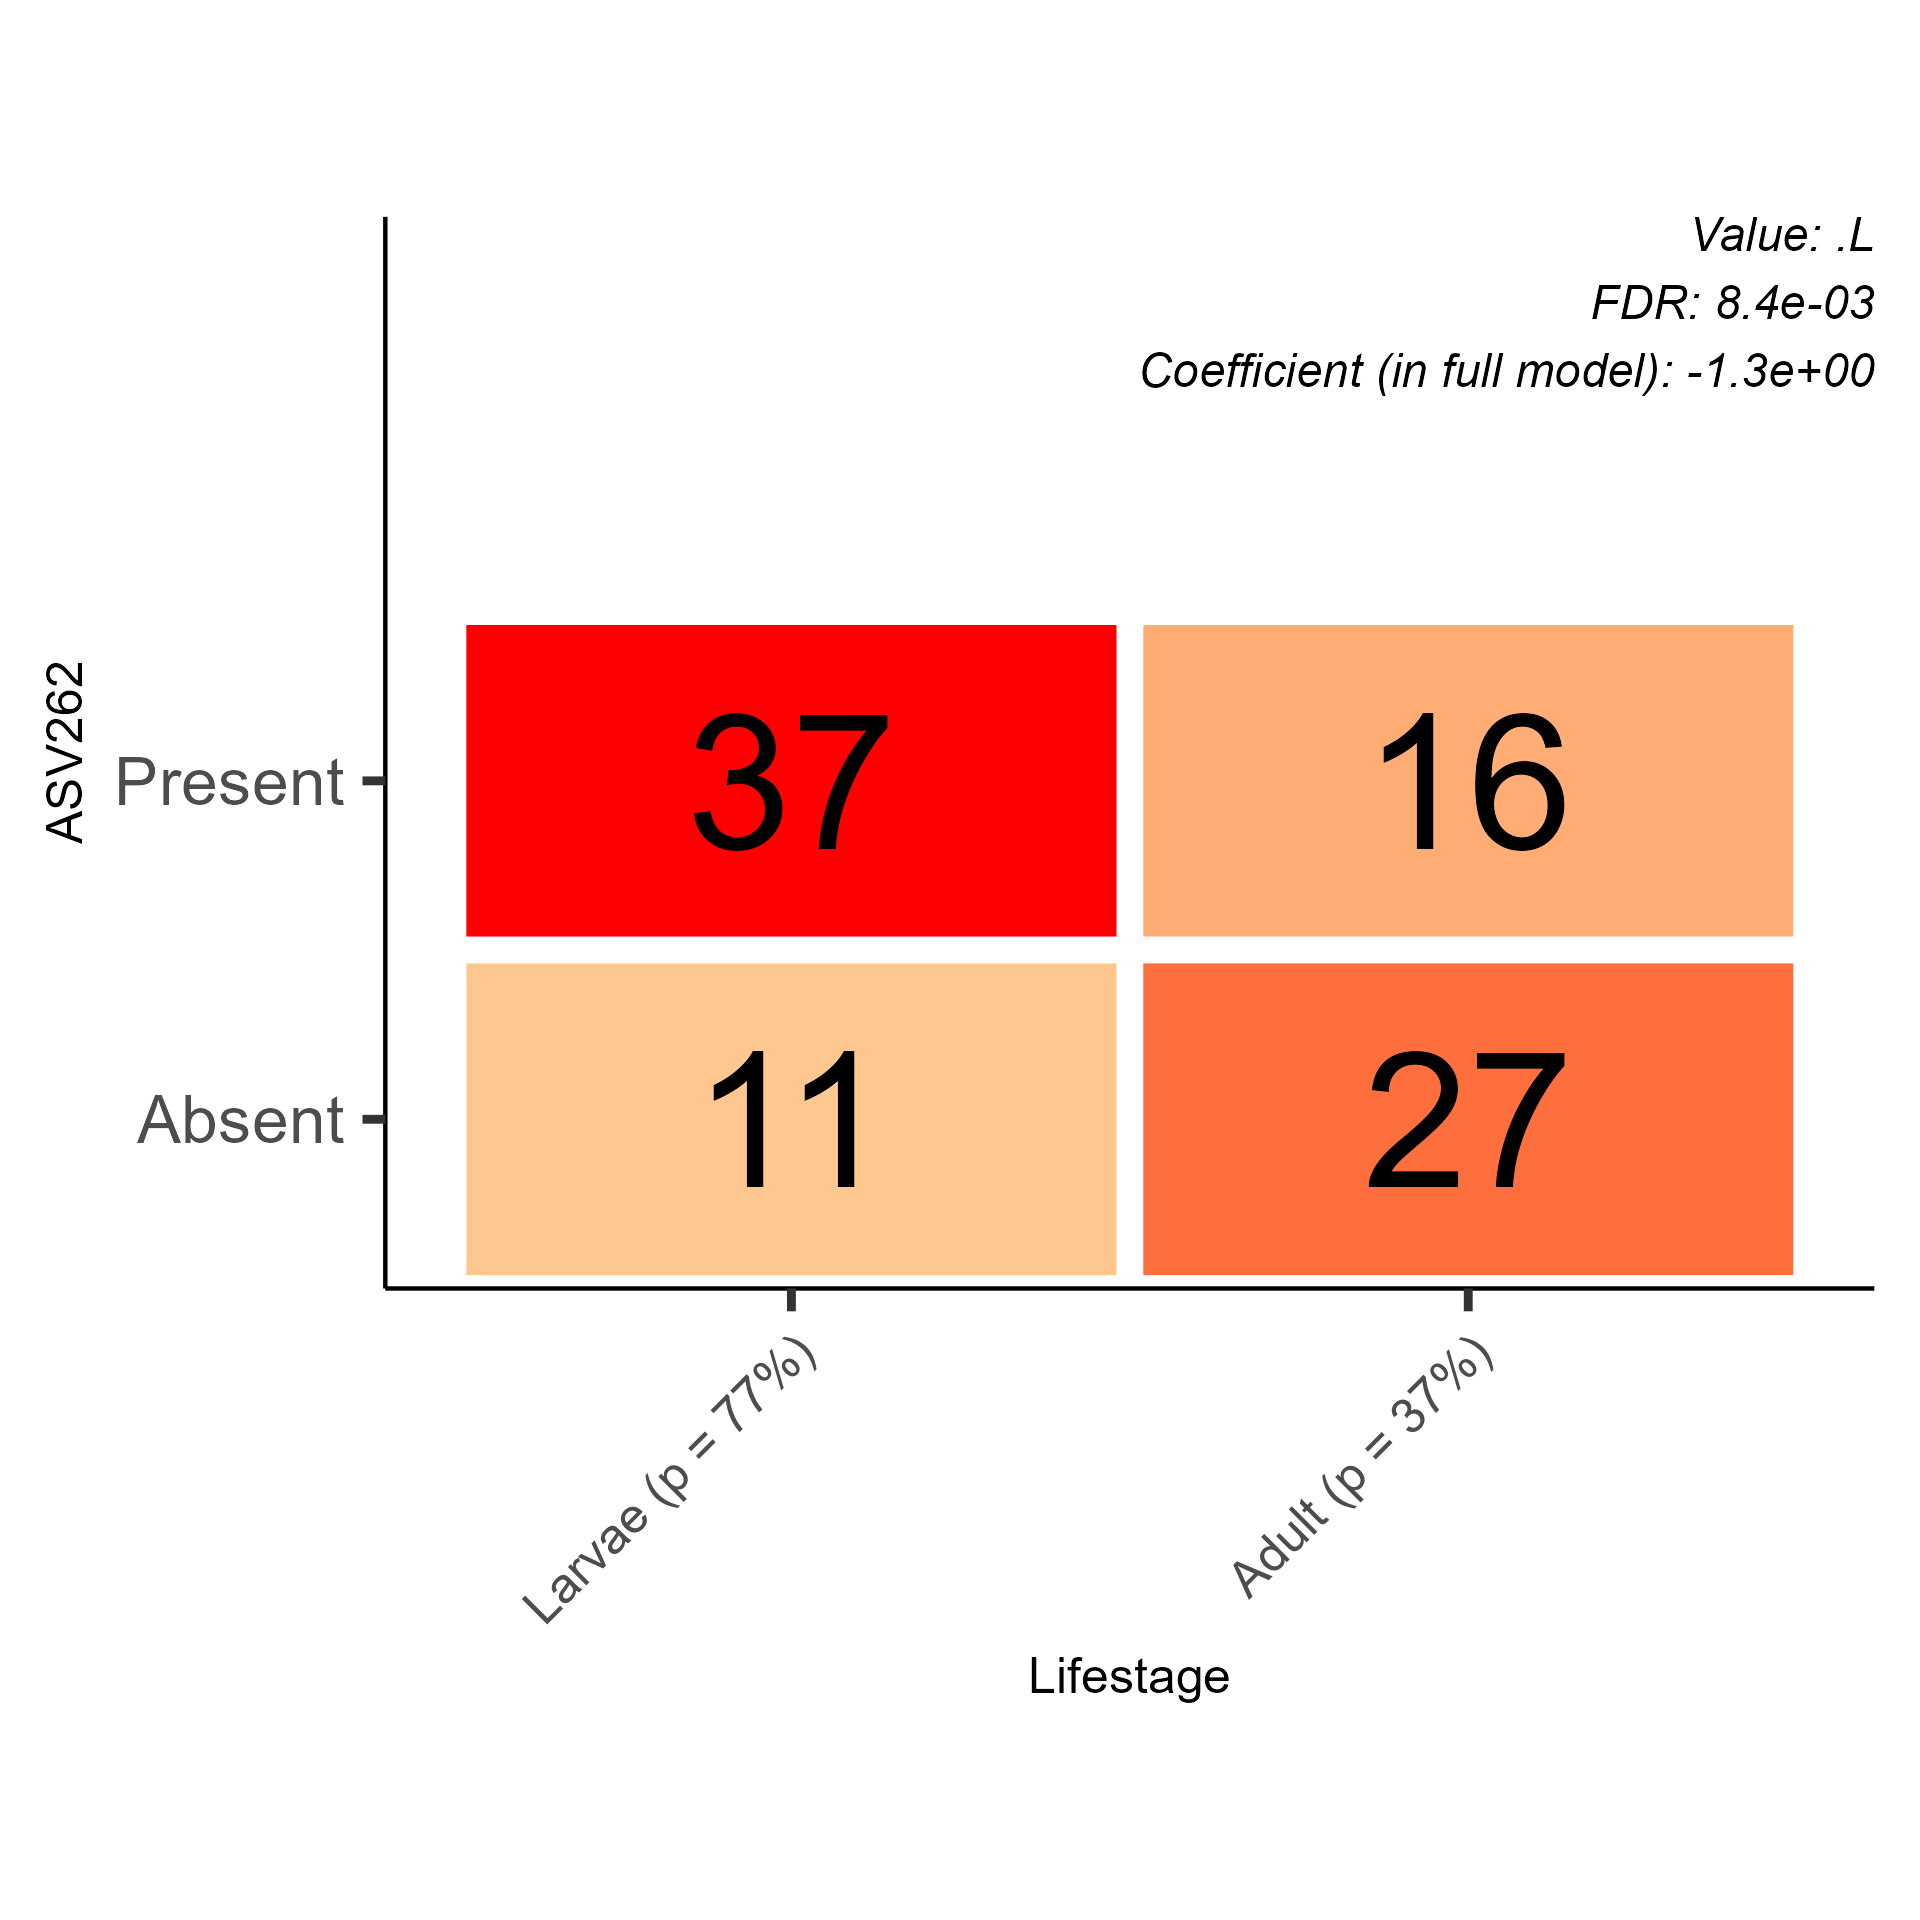 Value: .L
FDR: 8.4e-03
Coefficient (in full model): -1.3e+00
ASV262
Present
37
16
Absent
11
27
Larvae (p = 77%)
Adult (p = 37%)
Lifestage